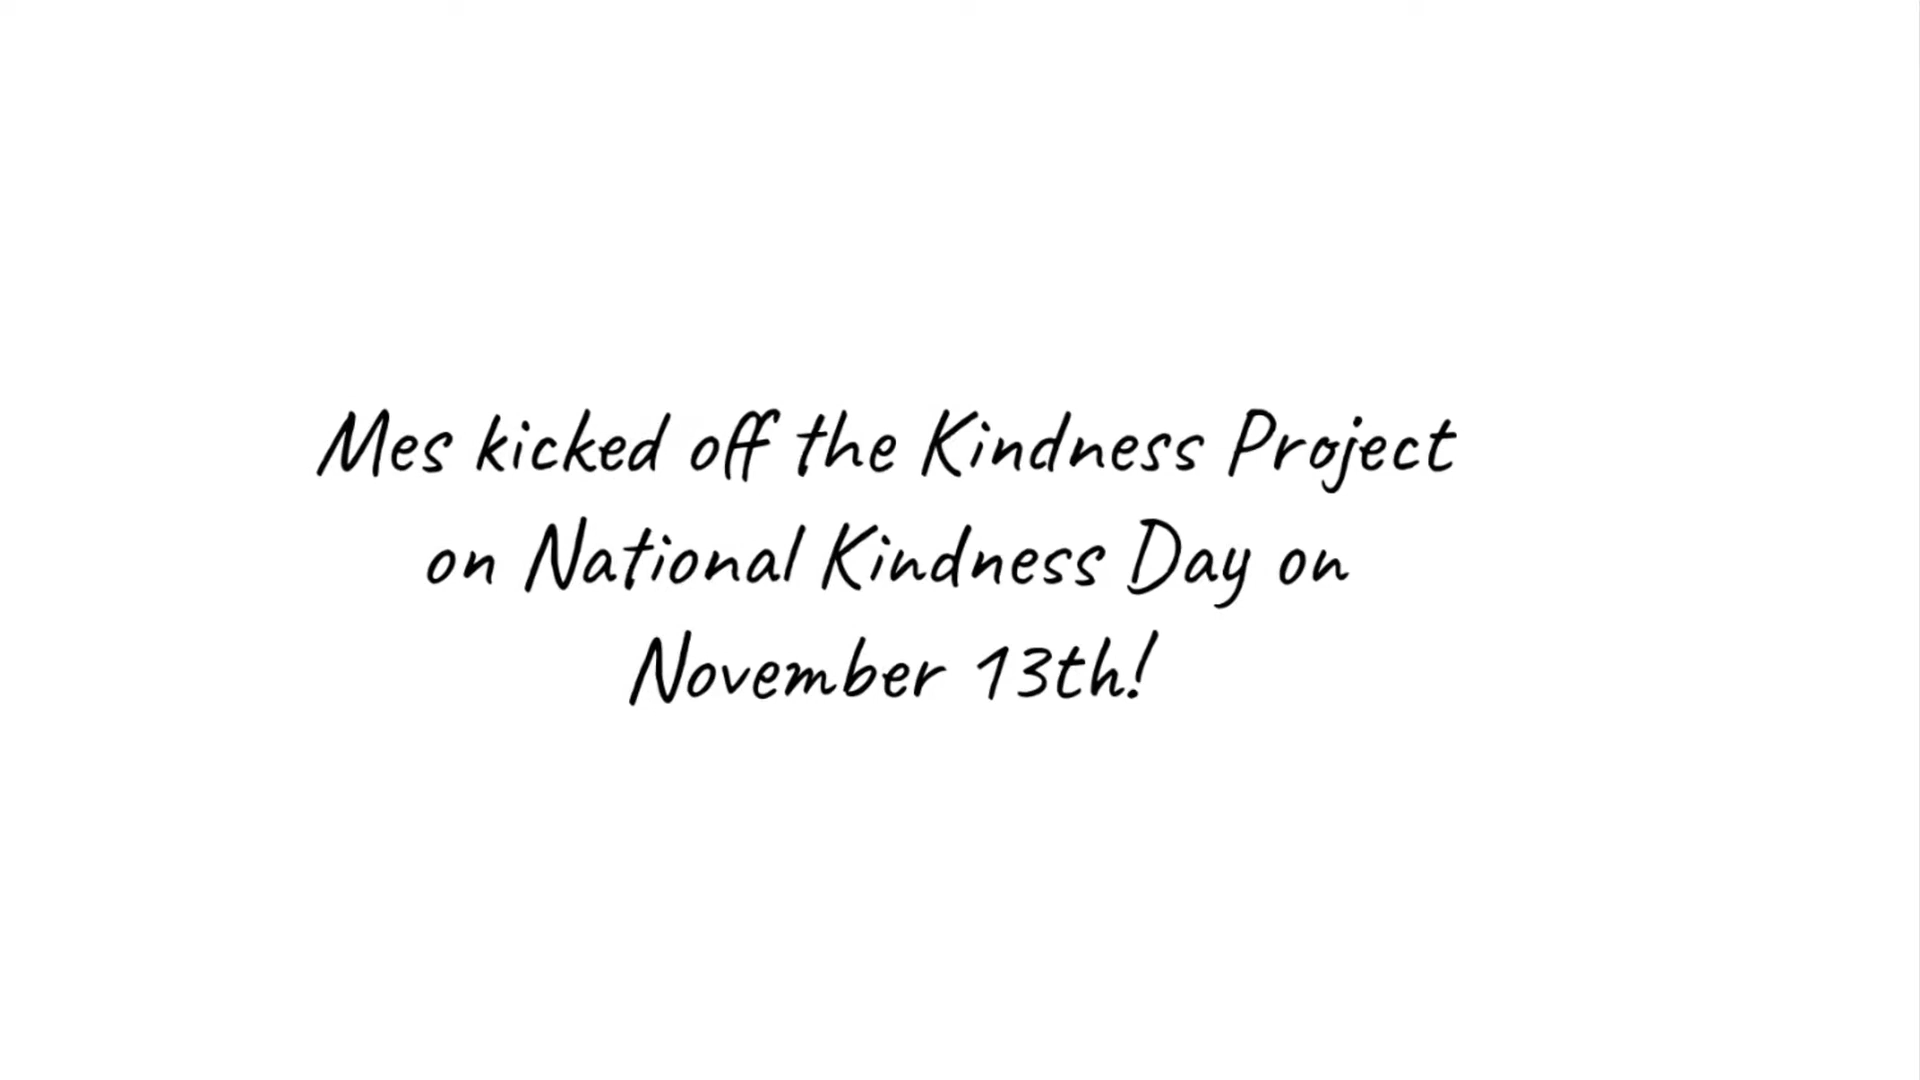 Mes kicked off the Kindness Project
on National Kindness Day on
November 13th!